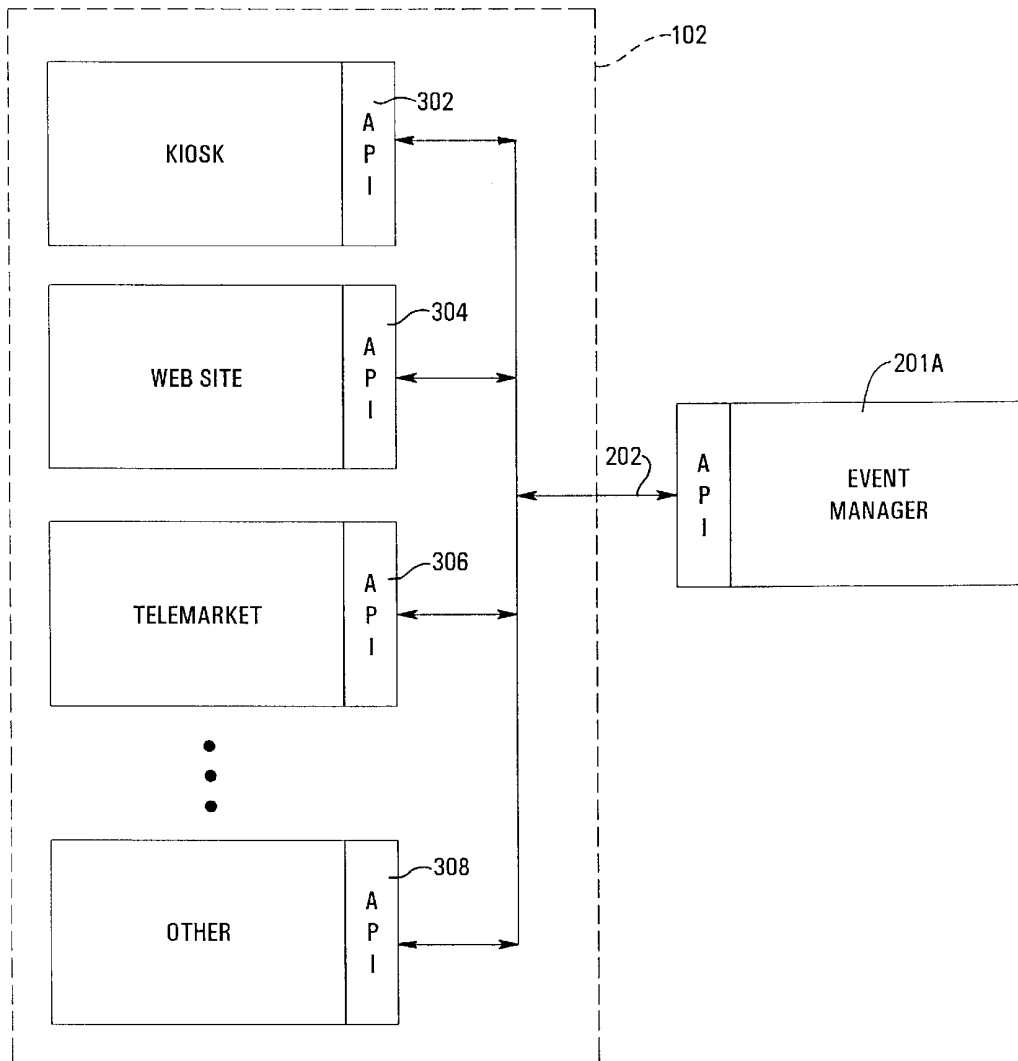 102
302
KIOSK
A
P
I
304
WEB SITE
A
P
I
201A
202
A
P
I
EVENT
MANAGER
306
TELEMARKET
A
P
I
308
OTHER
A
P
I